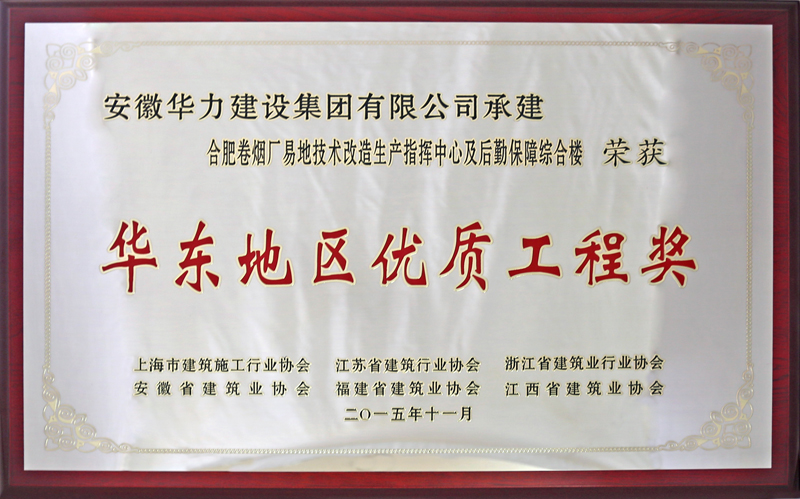 安徽华力建设集团有限公司承建
合肥卷烟厂易地技术改造生产指挥中心及后勤保障综合楼 荣获
华东地区优质工程奖
上海市建筑施工行业协会 江苏省建筑行业协会 浙江省建筑业行业协会
安徽省建筑业协会 福建省建筑业协会 江西省建筑业协会
二〇一五年十一月